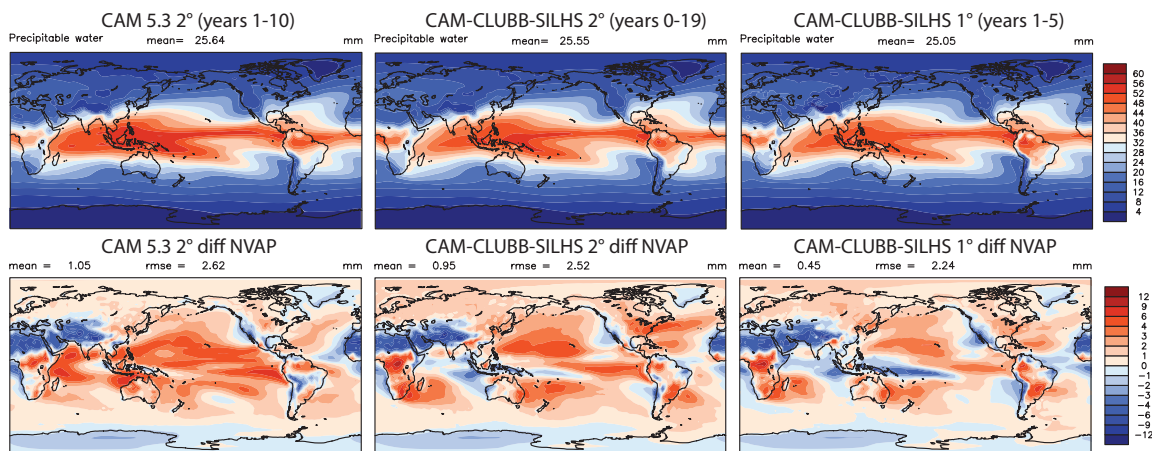 CAM 5.3 2° (years 1-10)
Precipitable water mean= 25.64 mm
CAM-CLUBB-SILHS 2° (years 0-19)
Precipitable water mean= 25.55 mm
CAM-CLUBB-SILHS 1° (years 1-5)
Precipitable water mean= 25.05 mm
60
56
52
48
44
40
36
32
28
24
20
16
12
8
4
CAM 5.3 2° diff NVAP
mean = 1.05 rmse = 2.62 mm
CAM-CLUBB-SILHS 2° diff NVAP
mean = 0.95 rmse = 2.52 mm
CAM-CLUBB-SILHS 1° diff NVAP
mean = 0.45 rmse = 2.24 mm
12
9
6
4
3
2
1
0
-1
-2
-3
-4
-6
-9
-12